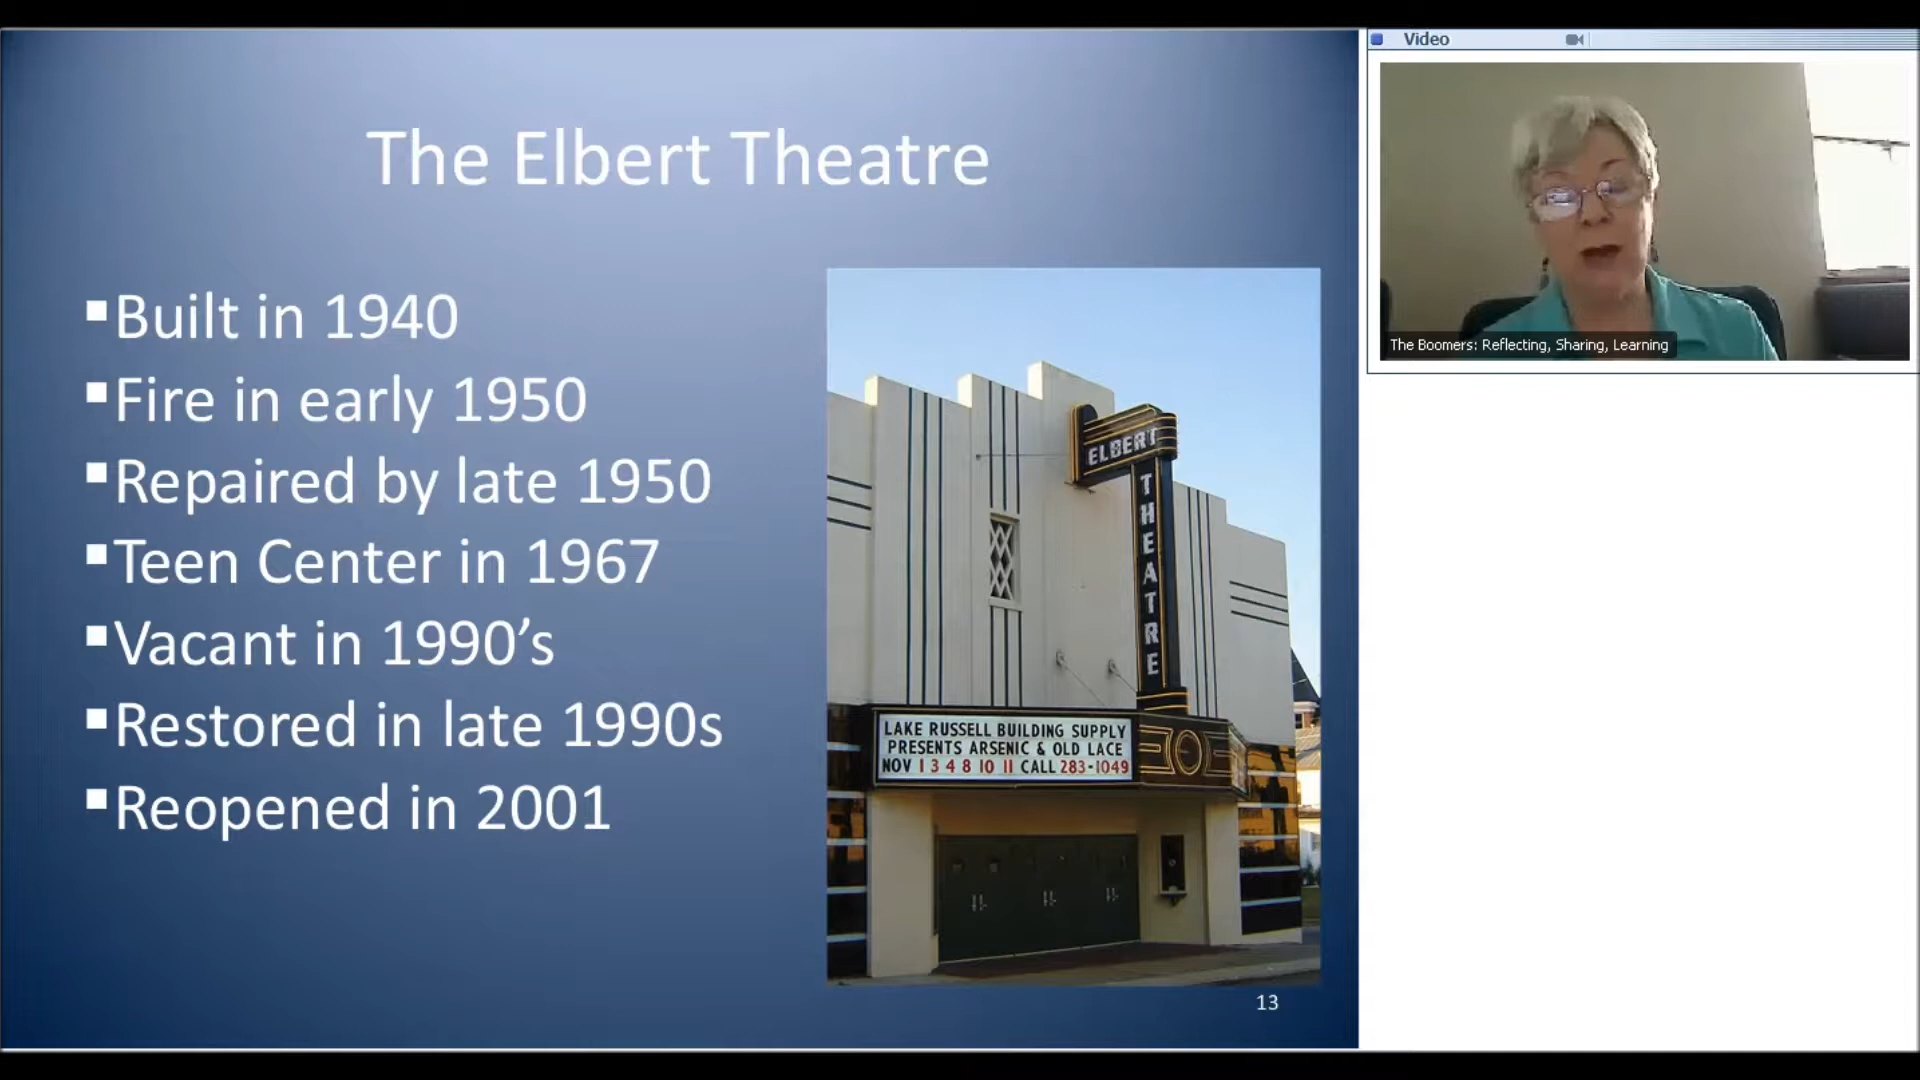 The Elbert Theatre
▪Built in 1940
▪Fire in early 1950
▪Repaired by late 1950
▪Teen Center in 1967
▪Vacant in 1990’s
▪Restored in late 1990s
▪Reopened in 2001
ELBERT
THEATRE
LAKE RUSSELL BUILDING SUPPLY
PRESENTS ARSENIC & OLD LACE
NOV 1 3 4 8 10 11 CALL 283-1049
13
Video
The Boomers: Reflecting, Sharing, Learning